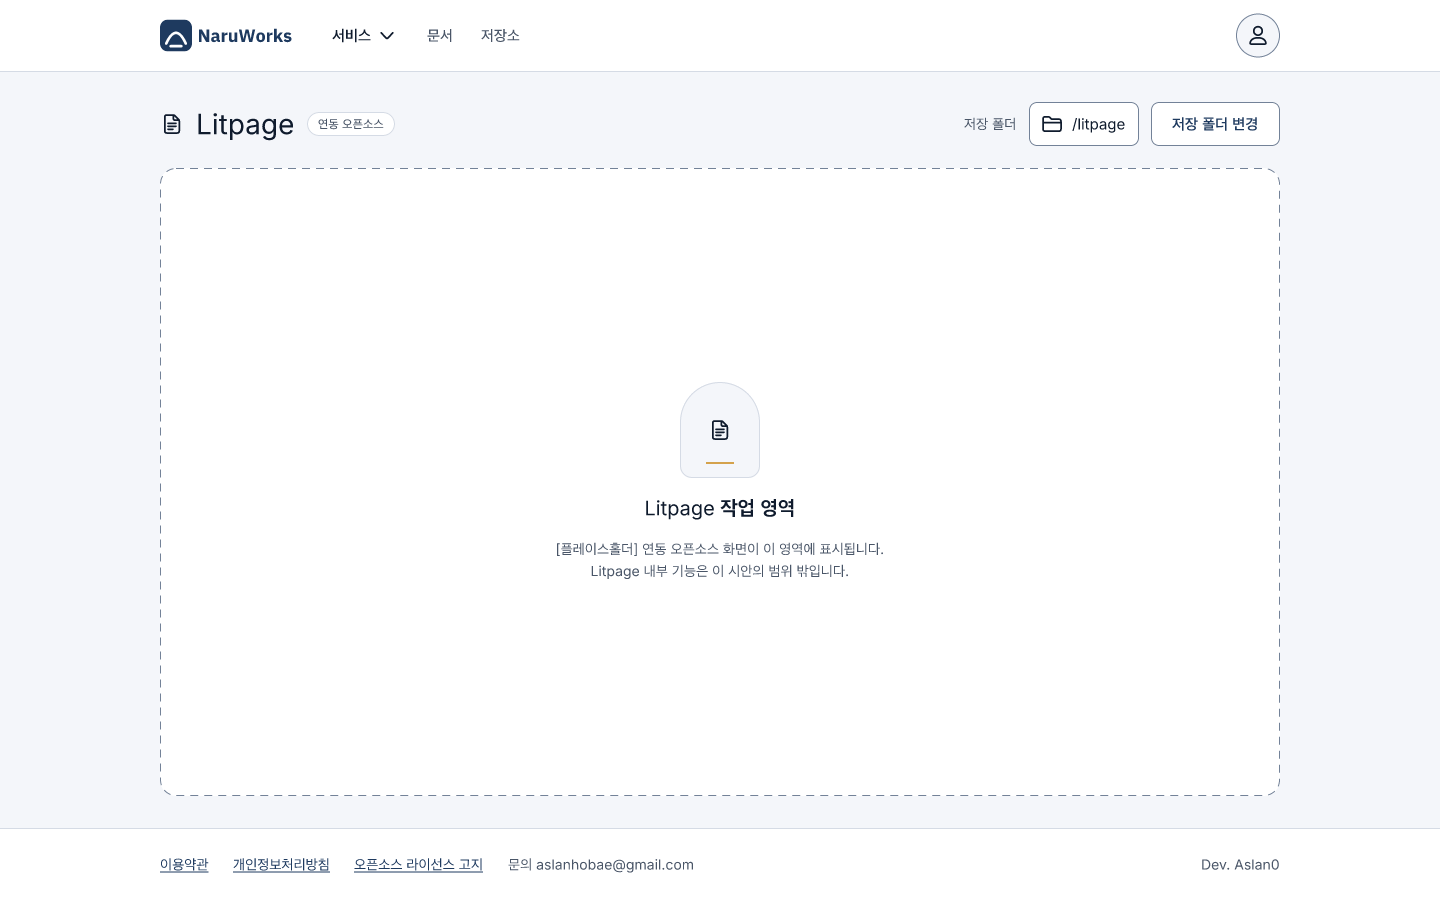 NaruWorks
서비스
문서
저장소
Litpage
연동 오픈소스
저장 폴더
/litpage
저장 폴더 변경
Litpage 작업 영역
[플레이스홀더] 연동 오픈소스 화면이 이 영역에 표시됩니다.
Litpage 내부 기능은 이 시안의 범위 밖입니다.
이용약관
개인정보처리방침
오픈소스 라이선스 고지
문의 aslanhobae@gmail.com
Dev. Aslan0